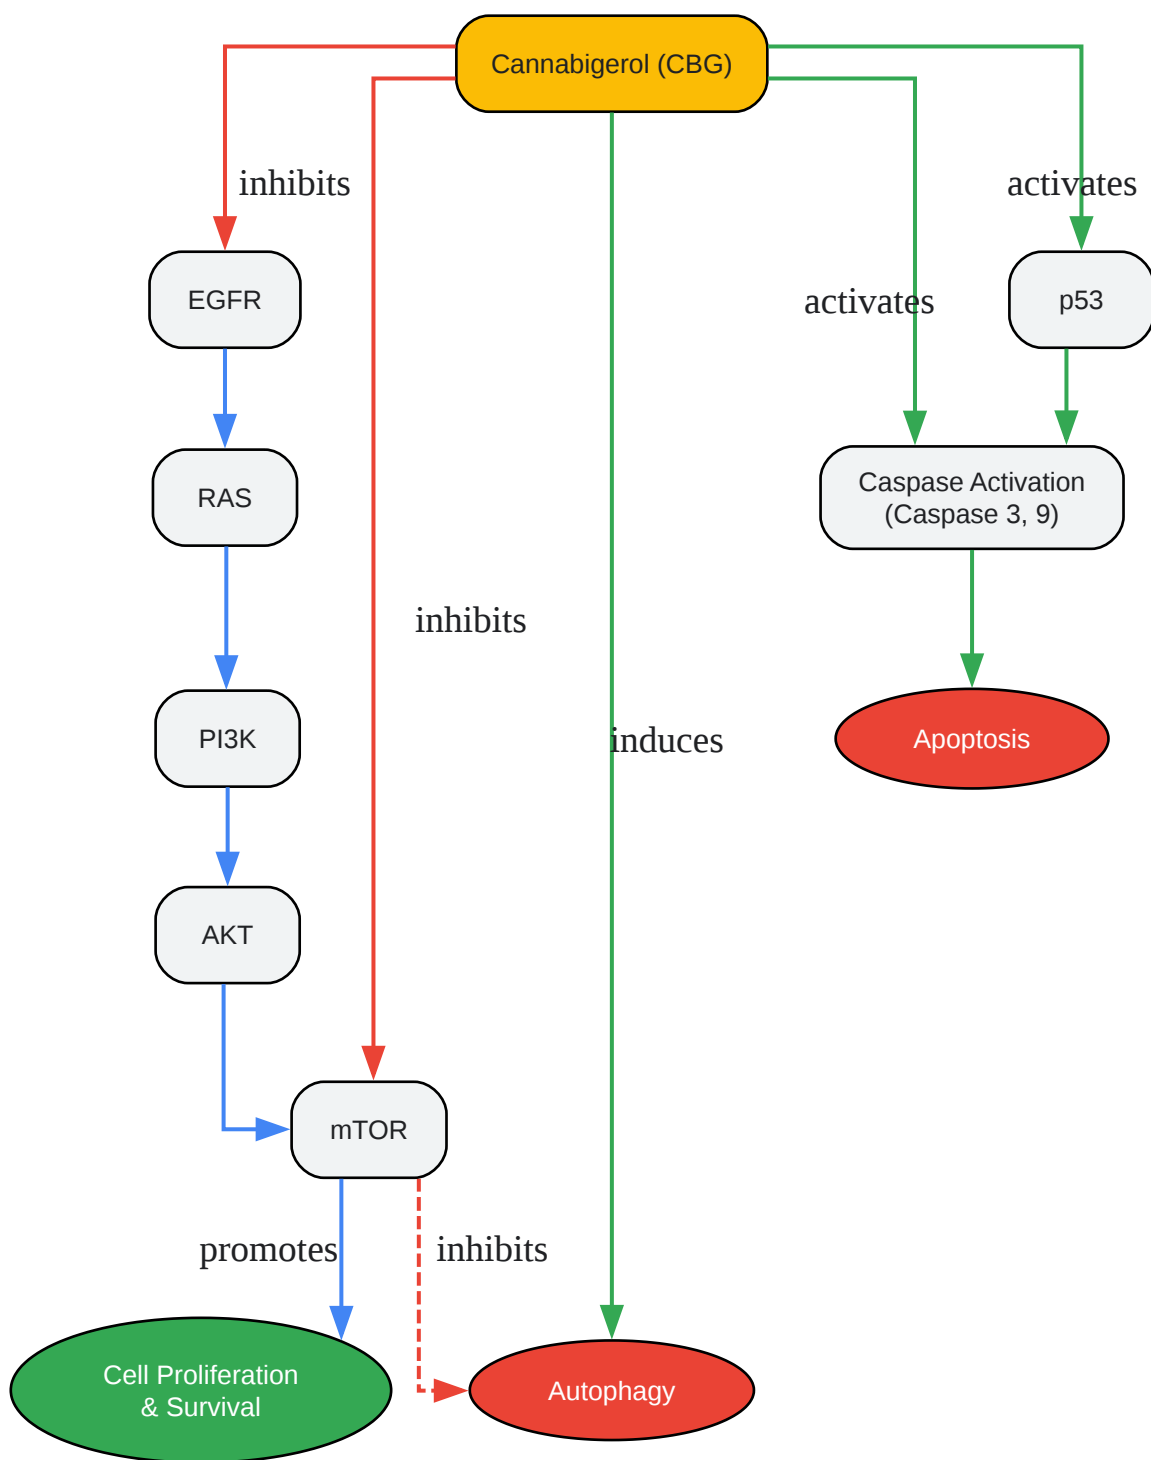 Cannabigerol (CBG)
inhibits
activates
EGFR
activates
p53
RAS
Caspase Activation
(Caspase 3, 9)
inhibits
PI3K
induces
Apoptosis
AKT
mTOR
promotes
inhibits
Cell Proliferation
& Survival
Autophagy